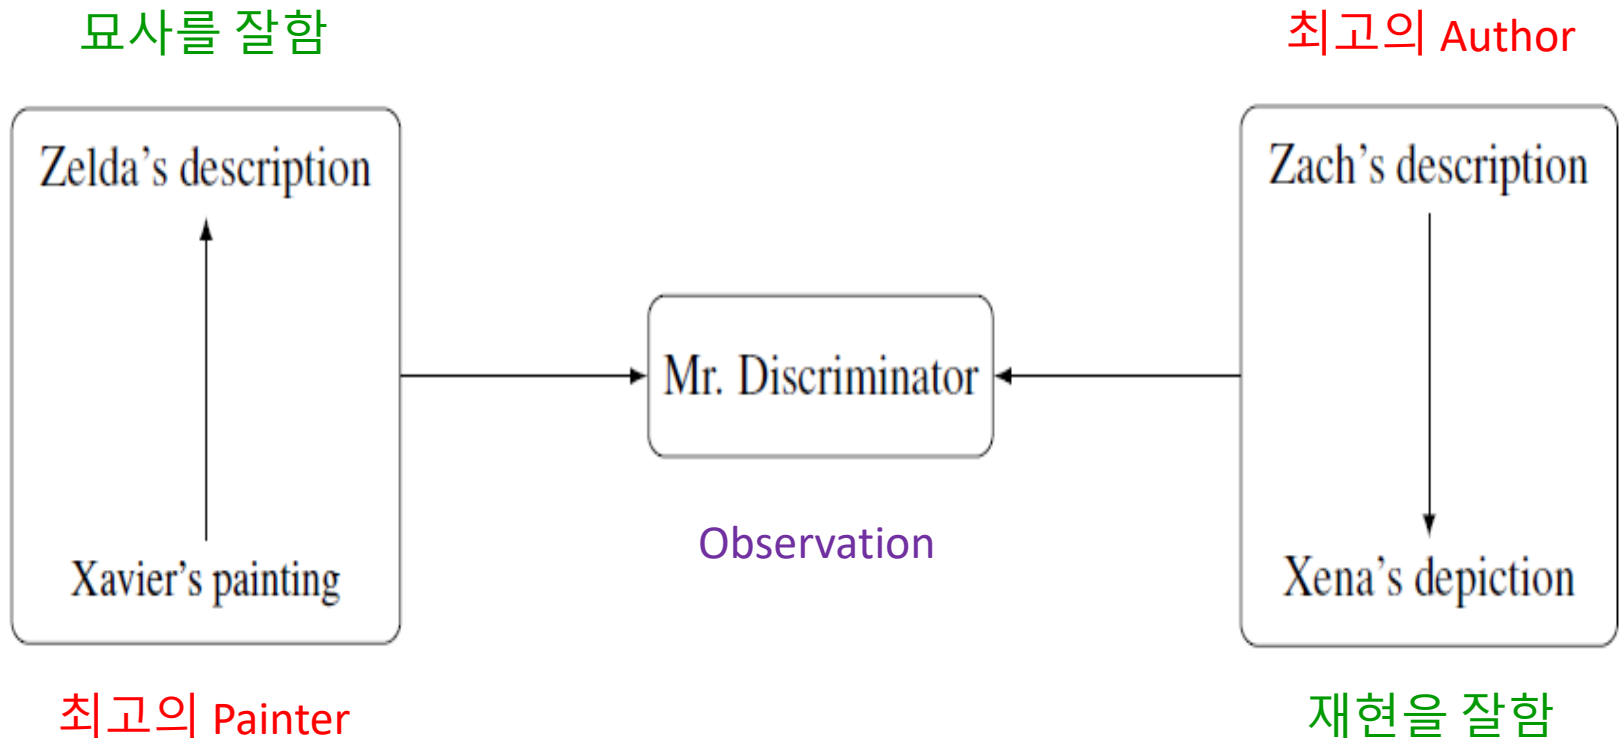 묘사를 잘함
최고의 Author
Zelda’s description
Zach’s description
Mr. Discriminator
Observation
Xavier’s painting
Xena’s depiction
최고의 Painter
재현을 잘함